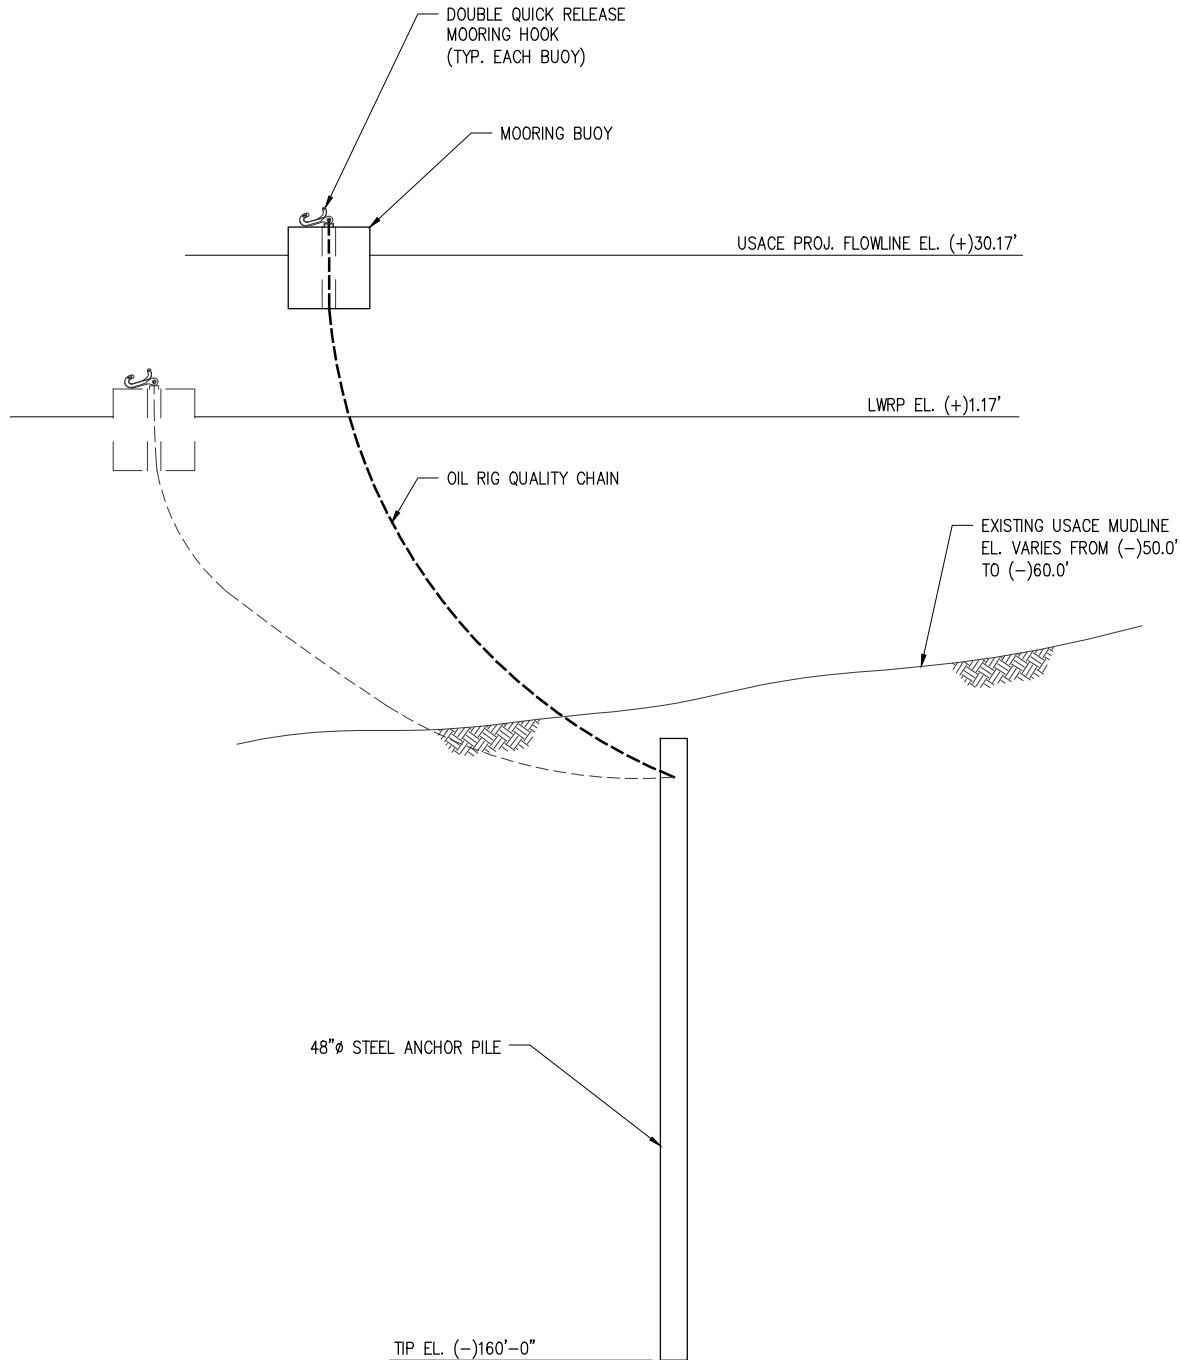 DOUBLE QUICK RELEASE
MOORING HOOK
(TYP. EACH BUOY)
MOORING BUOY
USACE PROJ. FLOWLINE EL. (+)30.17'
LWRP EL. (+)1.17'
OIL RIG QUALITY CHAIN
EXISTING USACE MUDLINE
EL. VARIES FROM (-)50.0'
TO (-)60.0'
48"ø STEEL ANCHOR PILE
TIP EL. (-)160'-0"